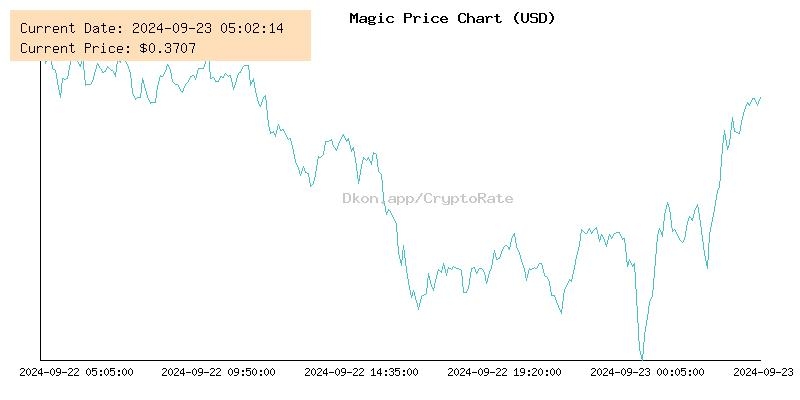 Magic Price Chart (USD)
Current Date: 2024-09-23 05:02:14
Current Price: $0.3707
Dkon.app/CryptoRate
2024-09-22 05:05:00 2024-09-22 09:50:00 2024-09-22 14:35:00 2024-09-22 19:20:00 2024-09-23 00:05:00 2024-09-23